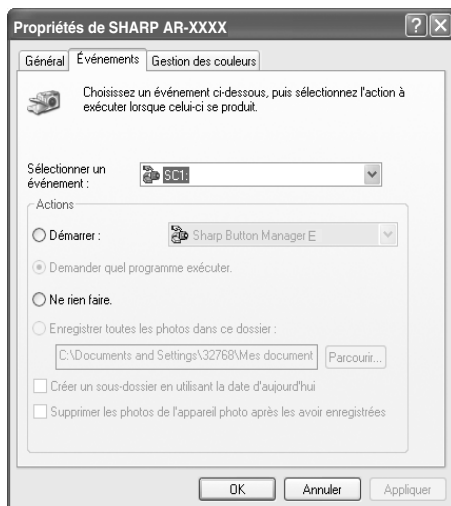 Propriétés de SHARP AR-XXXX
Général Événements Gestion des couleurs
Choisissez un événement ci-dessous, puis sélectionnez l'action à
exécuter lorsque celui-ci se produit.
Sélectionner un
événement :
SC1:
Actions
Démarrer : Sharp Button Manager E
Demander quel programme exécuter.
Ne rien faire.
Enregistrer toutes les photos dans ce dossier :
C:\Documents and Settings\32768\Mes document Parcourir...
Créer un sous-dossier en utilisant la date d'aujourd'hui
Supprimer les photos de l'appareil photo après les avoir enregistrées
OK Annuler Appliquer